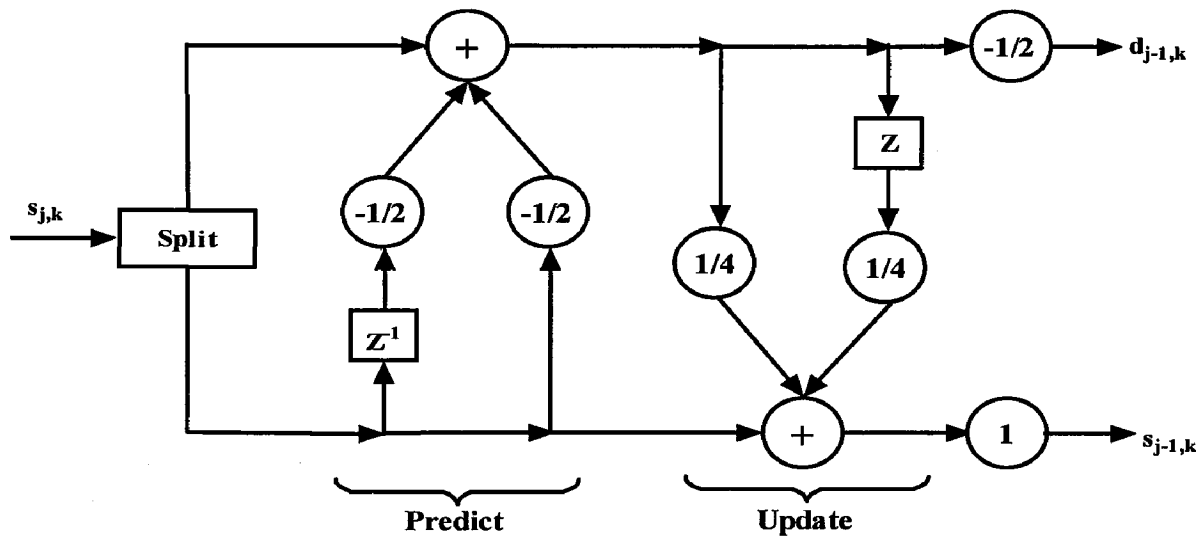 +
-1/2
d_{j-1,k}
Z
s_{j,k}
Split
-1/2
-1/2
1/4
1/4
Z^{-1}
+
1
s_{j-1,k}
Predict
Update